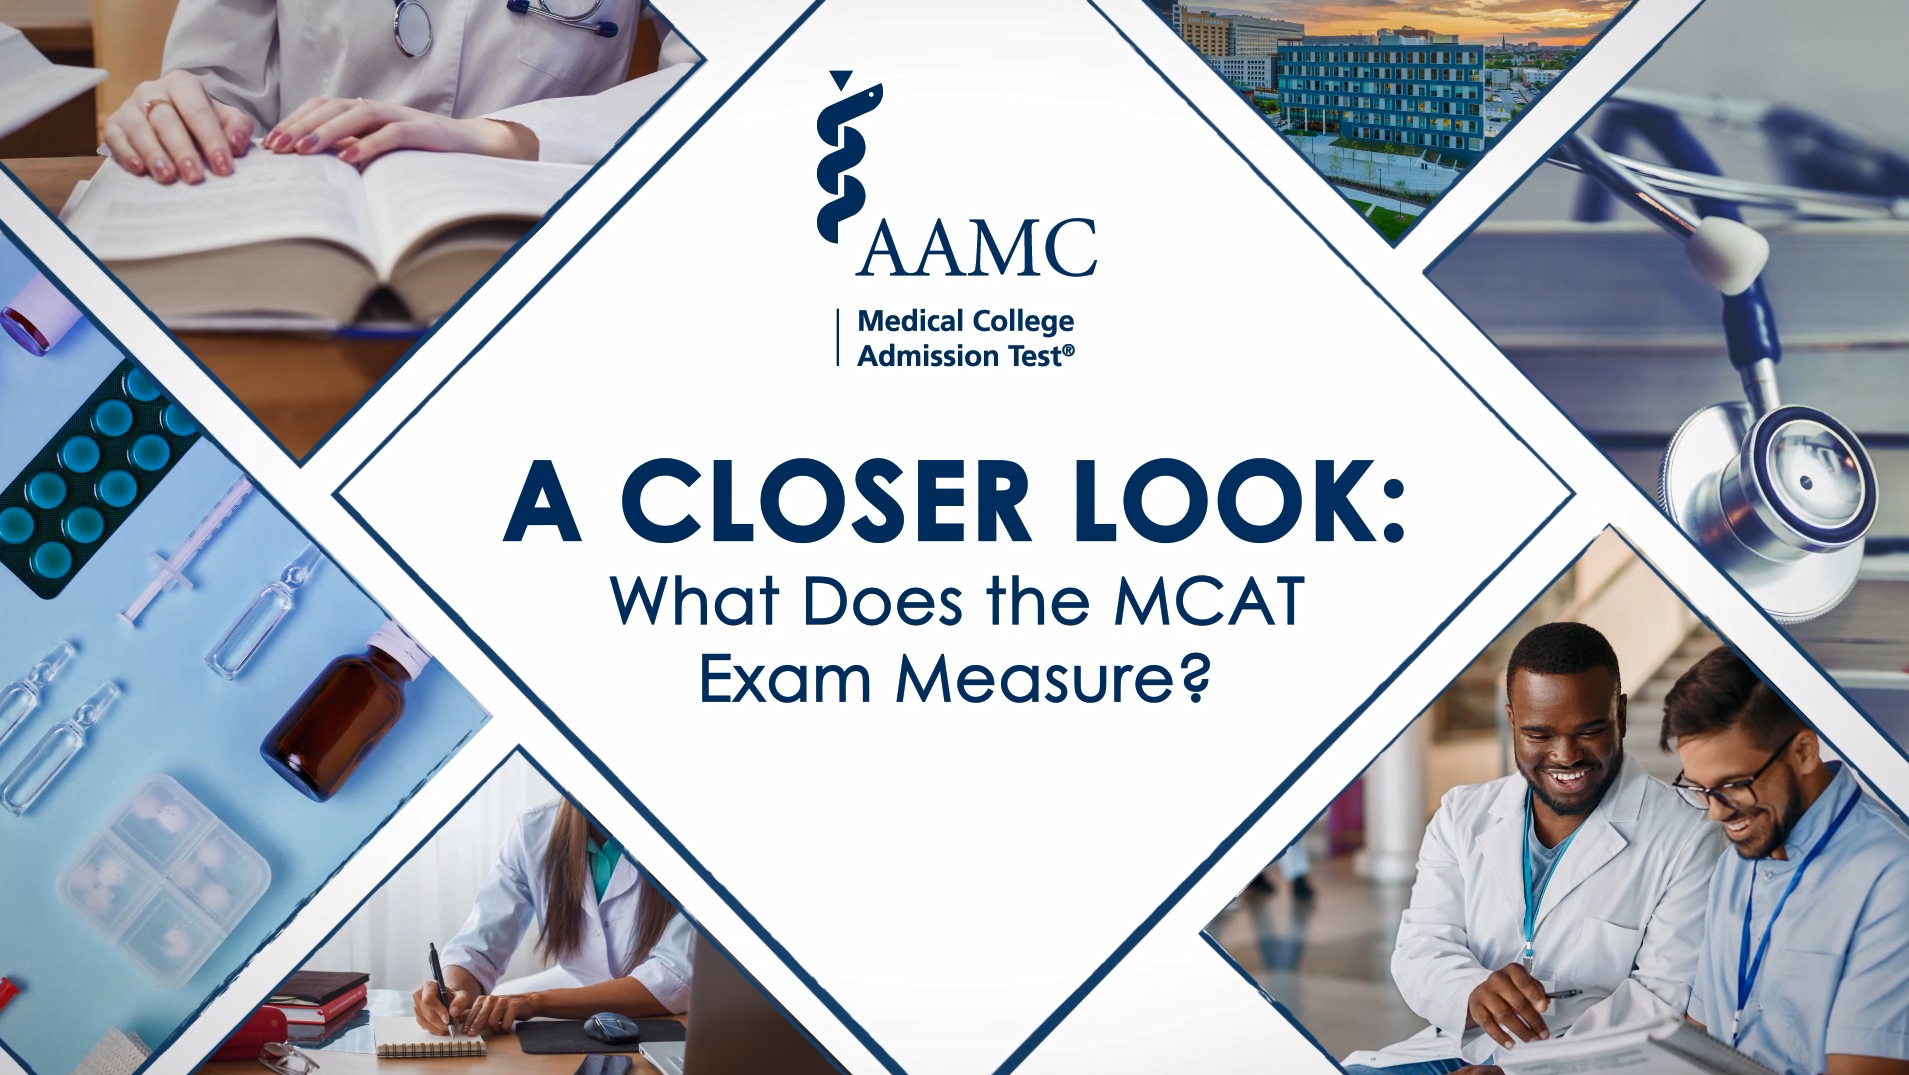 AAMC
Medical College
Admission Test®
A CLOSER LOOK:
What Does the MCAT
Exam Measure?